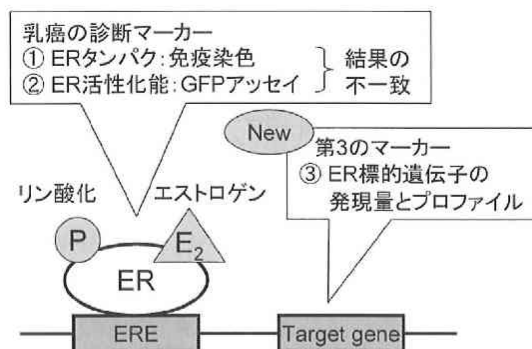 乳癌の診断マーカー
① ERタンパク:免疫染色
② ER活性化能:GFPアッセイ
結果の
不一致
New
第3のマーカー
③ ER標的遺伝子の
発現量とプロファイル
リン酸化
エストロゲン
P
E2
ER
ERE
Target gene